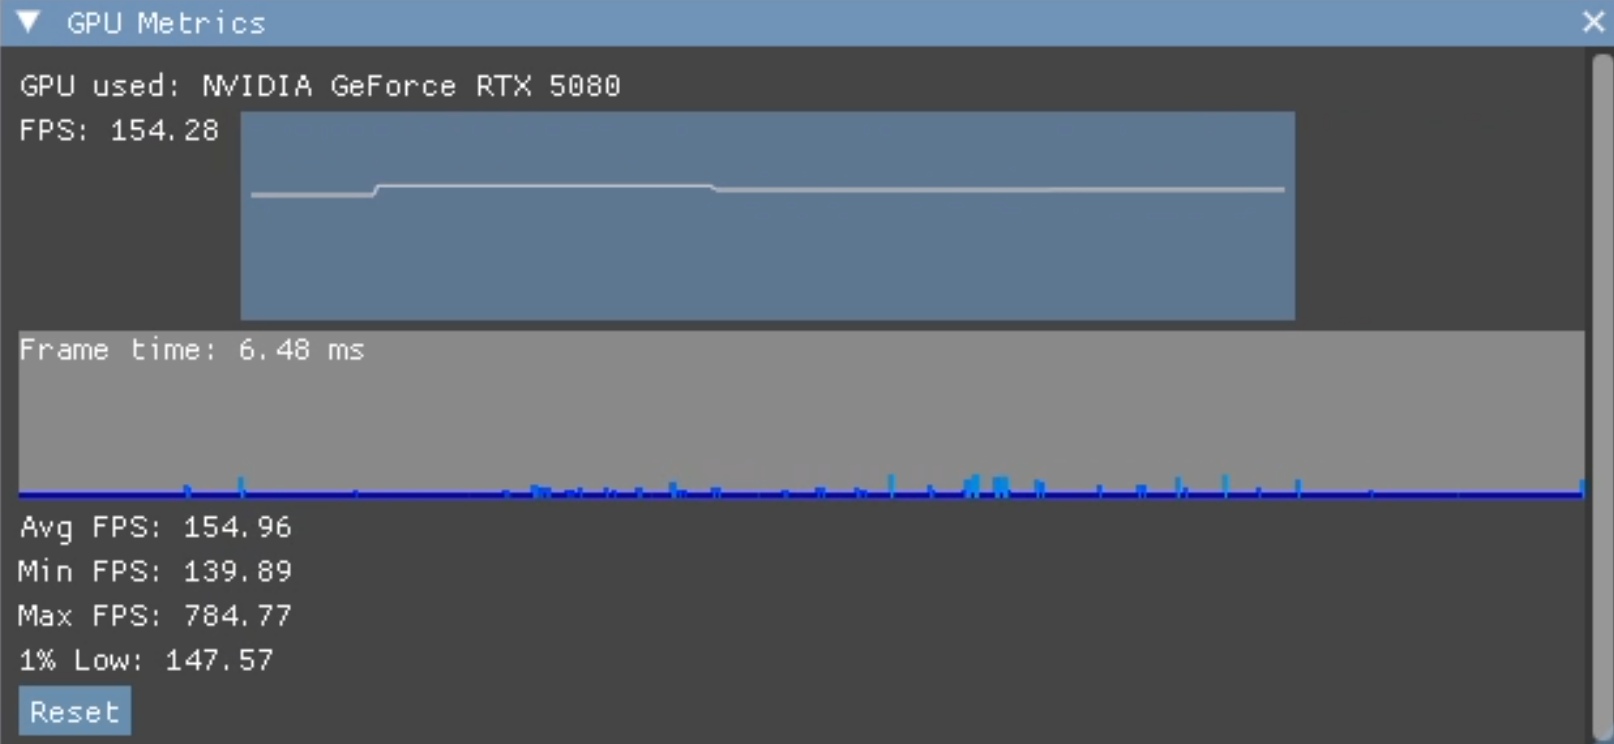 GPU Metrics
GPU used: NVIDIA GeForce RTX 5080
FPS: 154.28
Frame time: 6.48 ms
Avg FPS: 154.96
Min FPS: 139.89
Max FPS: 784.77
1% Low: 147.57
Reset